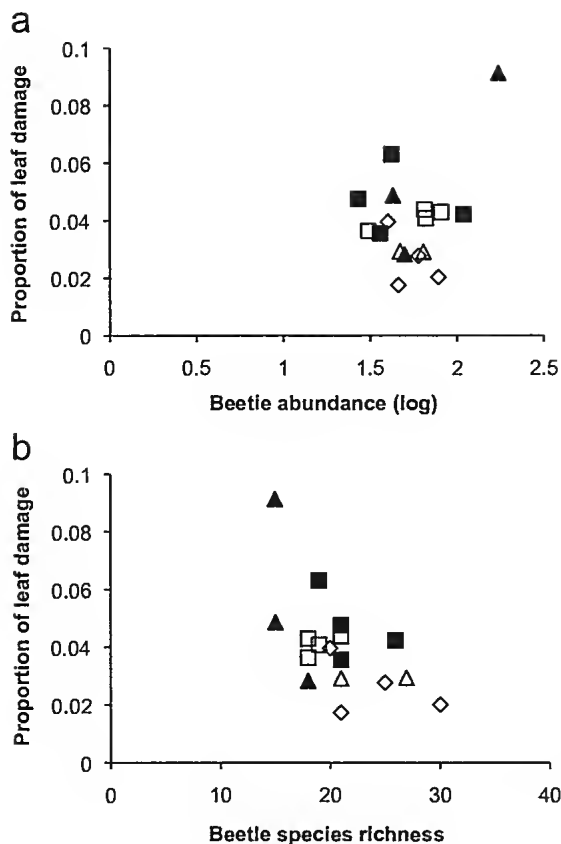 a
0.1
0.08
0.06
0.04
0.02
0
Proportion of leaf damage
0 0.5 1 1.5 2 2.5
Beetle abundance (log)
b
0.1
0.08
0.06
0.04
0.02
0
Proportion of leaf damage
0 10 20 30 40
Beetle species richness